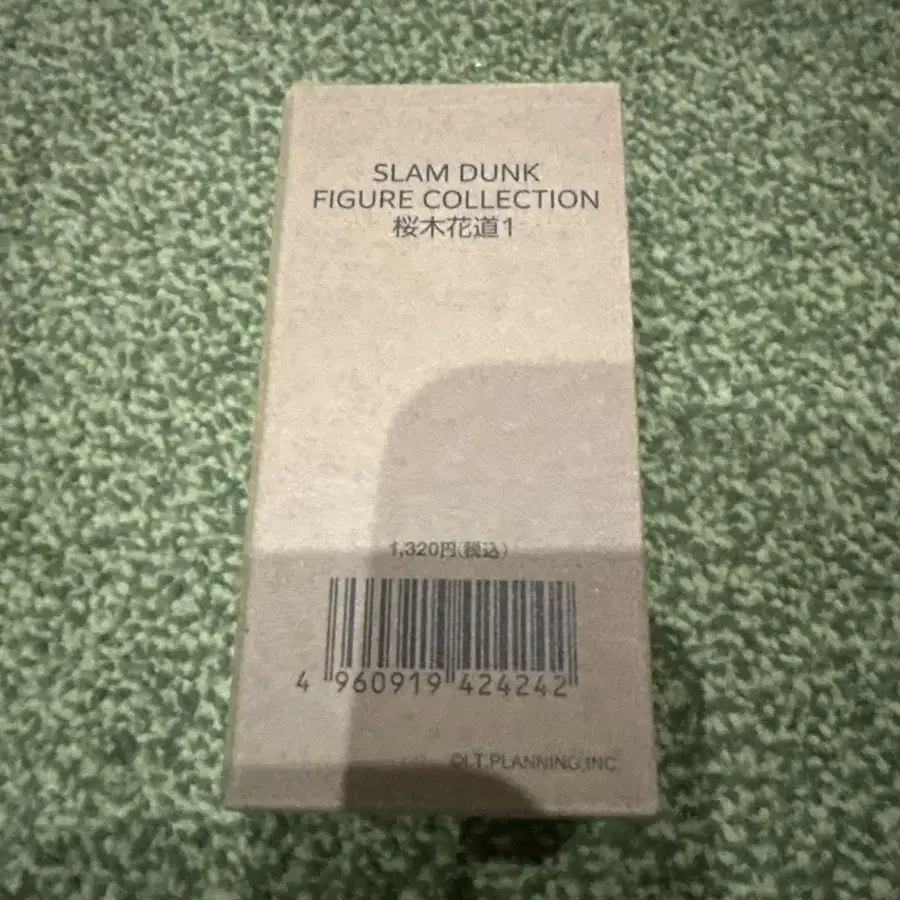 SLAM DUNK
FIGURE COLLECTION
桜木花道1
1,320円(税込)
4 960919 424242
©I.T.PLANNING,INC.